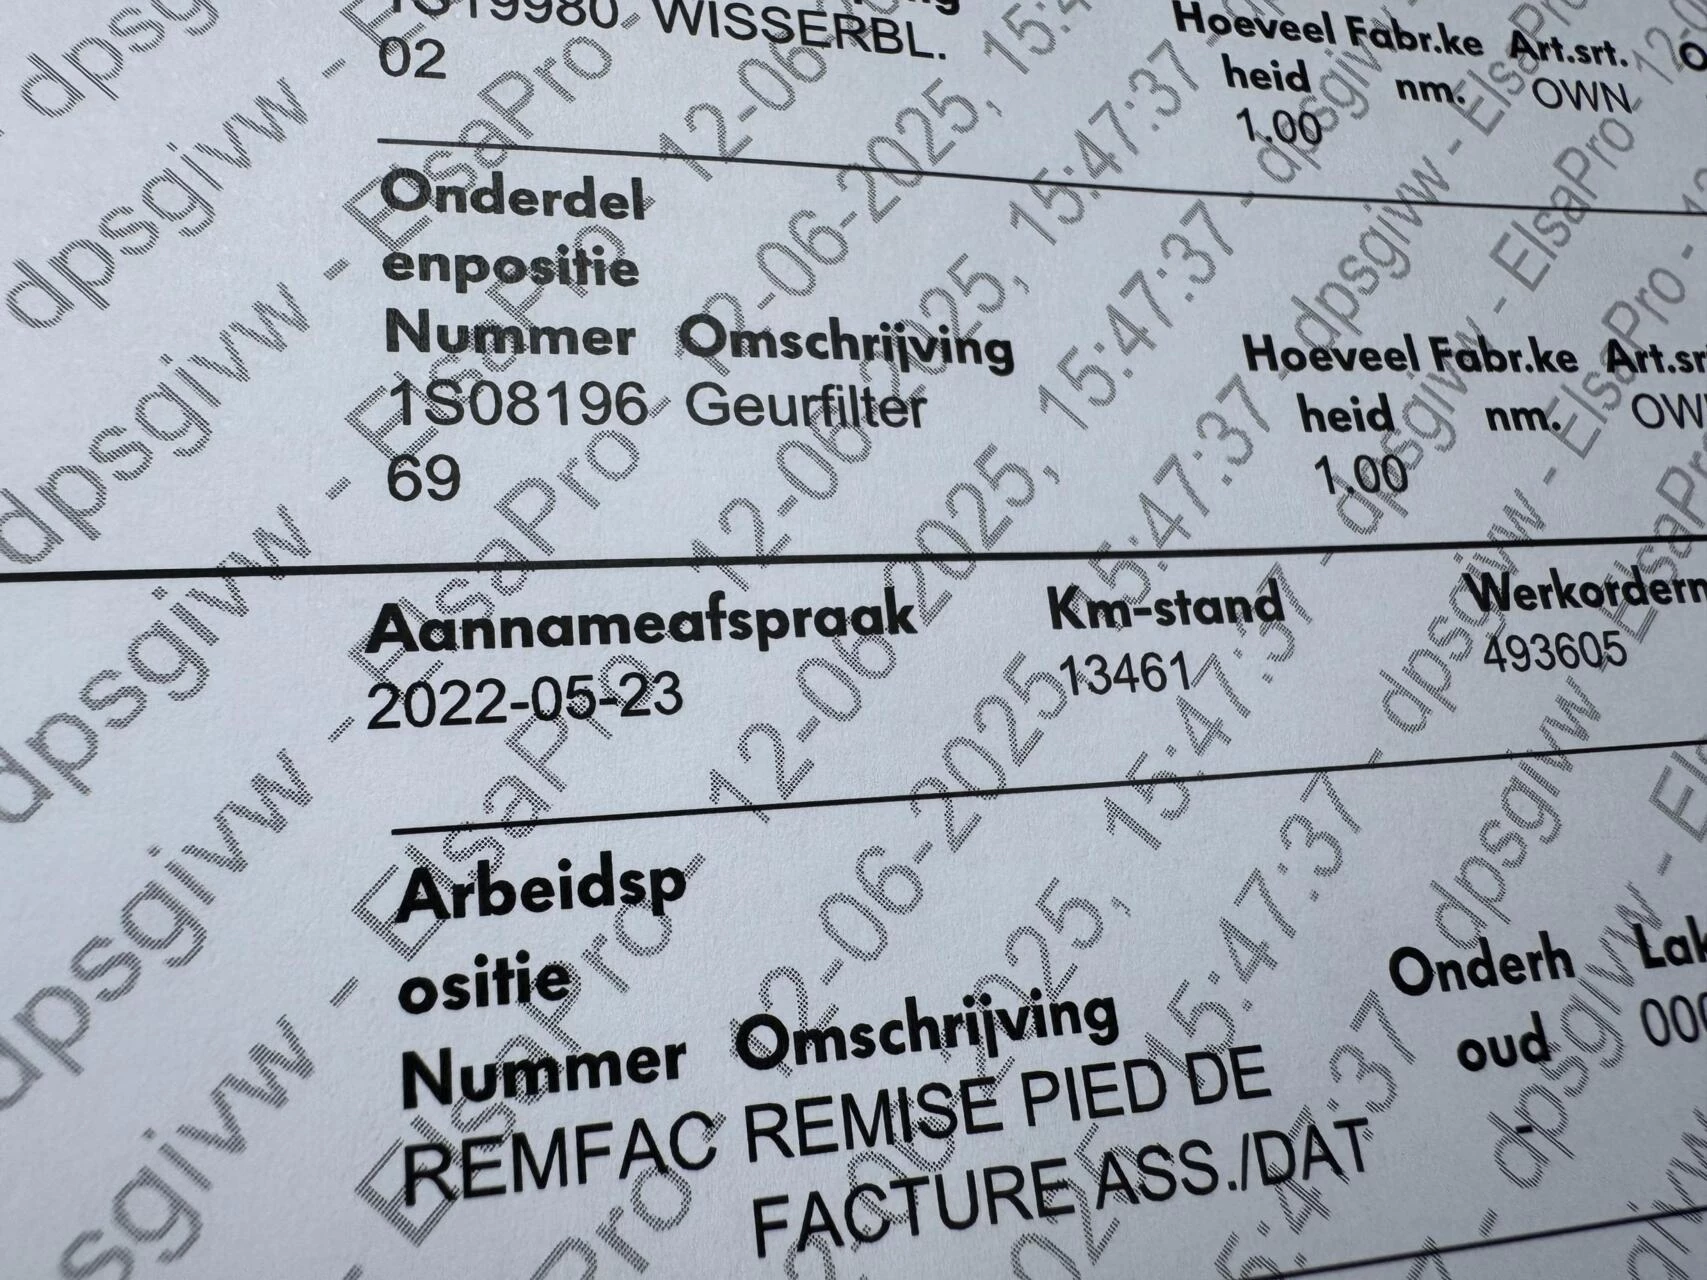 1S19980 WISSERBL.
02
Hoeveel Fabr.ke Art.srt.
heid nm. OWN
1.00
Onderdel
enpositie
Nummer Omschrijving
Hoeveel Fabr.ke
1S08196 Geurfilter
heid nm.
69
1.00
Aannameafspraak Km-stand
2022-05-23 13461 493605
Arbeidsp
ositie
Nummer Omschrijving
Onderh
oud
REMFAC REMISE PIED DE
-
FACTURE ASS./DAT
dpsgivw - ElsaPro - 12-06-2025, 15:47:37 - dpsgivw - ElsaPro